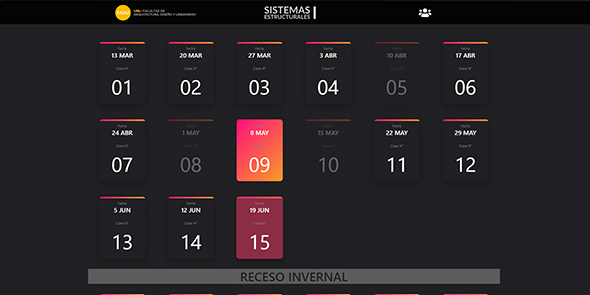 FADU
UNL | FACULTAD DE
ARQUITECTURA, DISEÑO Y URBANISMO
SISTEMAS
ESTRUCTURALES
Fecha Fecha Fecha Fecha Fecha Fecha
13 MAR 20 MAR 27 MAR 3 ABR 10 ABR 17 ABR
Clase N° Clase N° Clase N° Clase N° Clase N° Clase N°
01 02 03 04 05 06
Fecha Fecha Fecha Fecha Fecha Fecha
24 ABR 1 MAY 8 MAY 15 MAY 22 MAY 29 MAY
Clase N° Clase N° Clase N° Clase N° Clase N° Clase N°
07 08 09 10 11 12
Fecha Fecha Fecha
5 JUN 12 JUN 19 JUN
Clase N° Clase N° Clase N°
13 14 15
RECESO INVERNAL